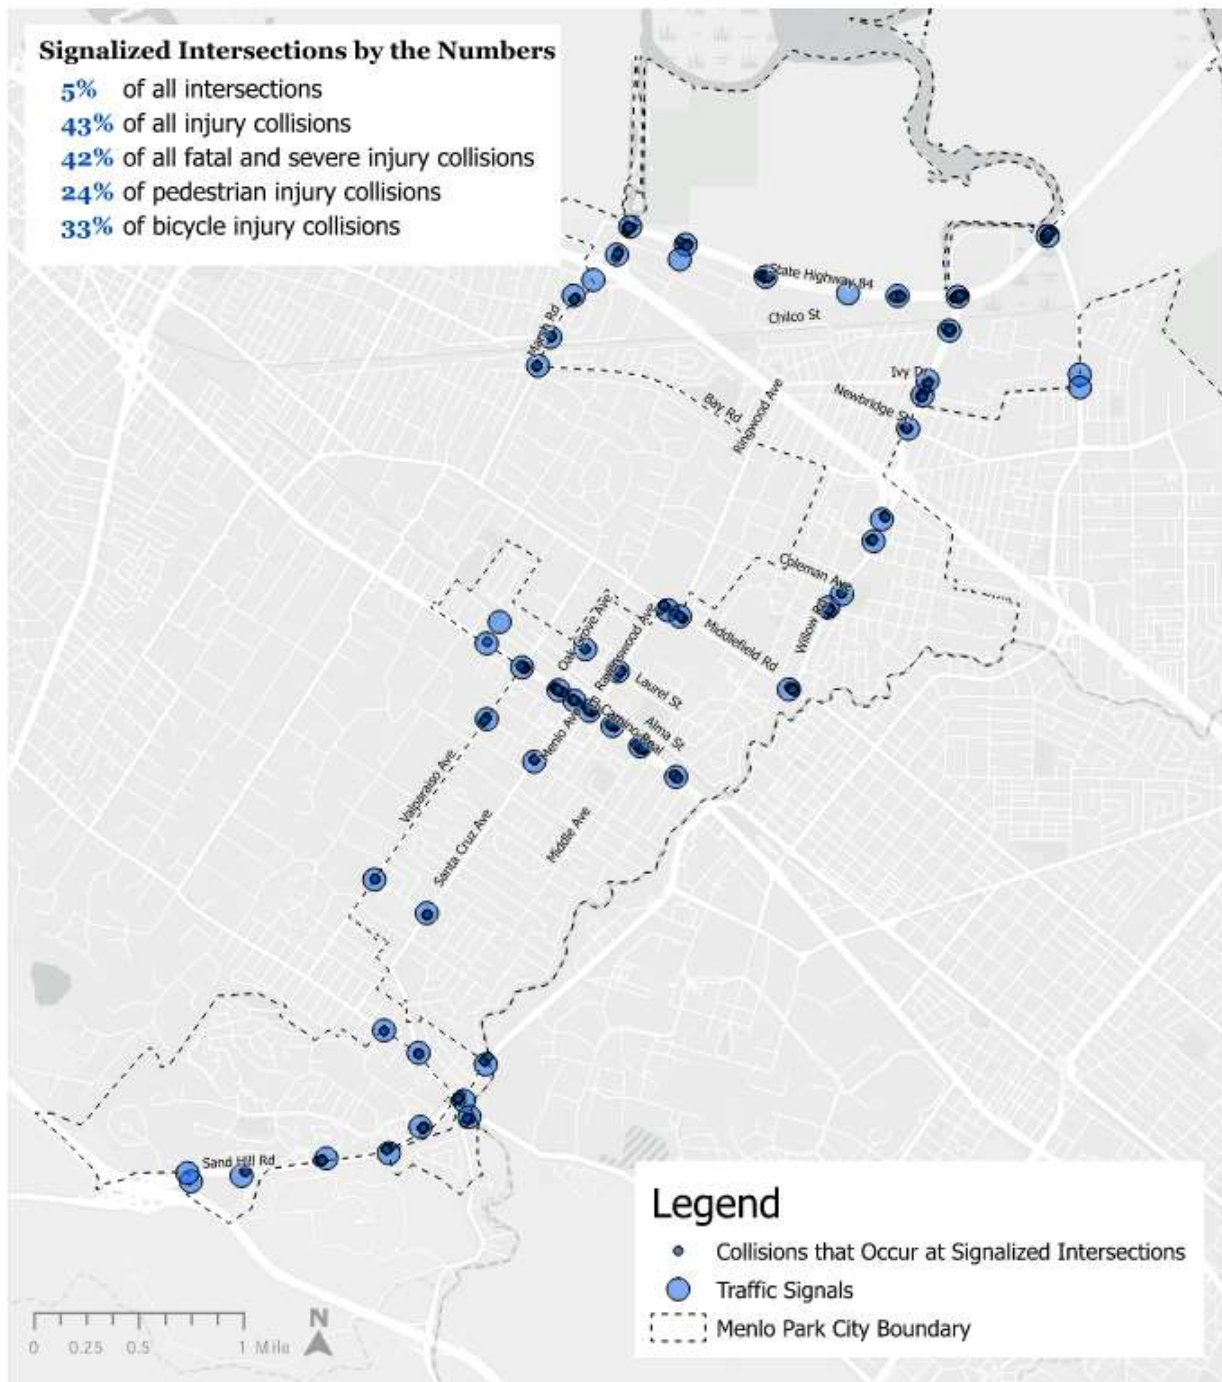 Signalized Intersections by the Numbers
5% of all intersections
43% of all injury collisions
42% of all fatal and severe injury collisions
24% of pedestrian injury collisions
33% of bicycle injury collisions
State Highway 84
Chilco St
Marsh Rd
Ivy Dr
Newbridge St
Bay Rd
Ringwood Ave
Coleman Ave
Willow Rd
Middlefield Rd
Oak Grove Ave
Ravenswood Ave
Laurel St
El Camino Real
Alma St
Menlo Ave
Valparaiso Ave
Santa Cruz Ave
Middle Ave
Sand Hill Rd
Legend
Collisions that Occur at Signalized Intersections
Traffic Signals
Menlo Park City Boundary
N
0 0.25 0.5 1 Mile